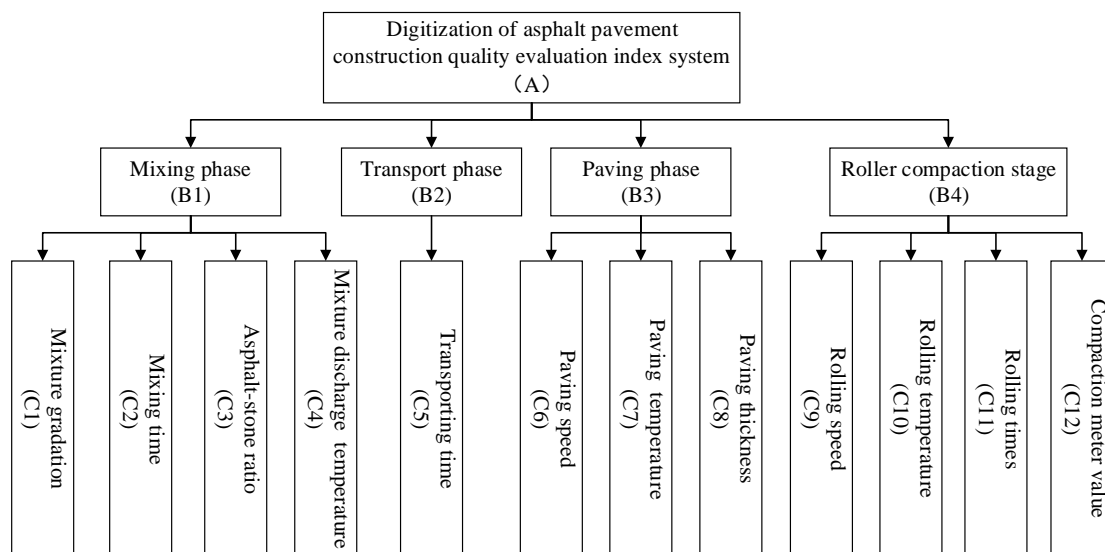 Digitization of asphalt pavement
construction quality evaluation index system
（A）
Mixing phase
(B1)
Transport phase
(B2)
Paving phase
(B3)
Roller compaction stage
(B4)
Mixture gradation
(C1)
Mixing time
(C2)
Asphalt-stone ratio
(C3)
Mixture discharge temperature
(C4)
Transporting time
(C5)
Paving speed
(C6)
Paving temperature
(C7)
Paving thickness
(C8)
Rolling speed
(C9)
Rolling temperature
(C10)
Rolling times
(C11)
Compaction meter value
(C12)